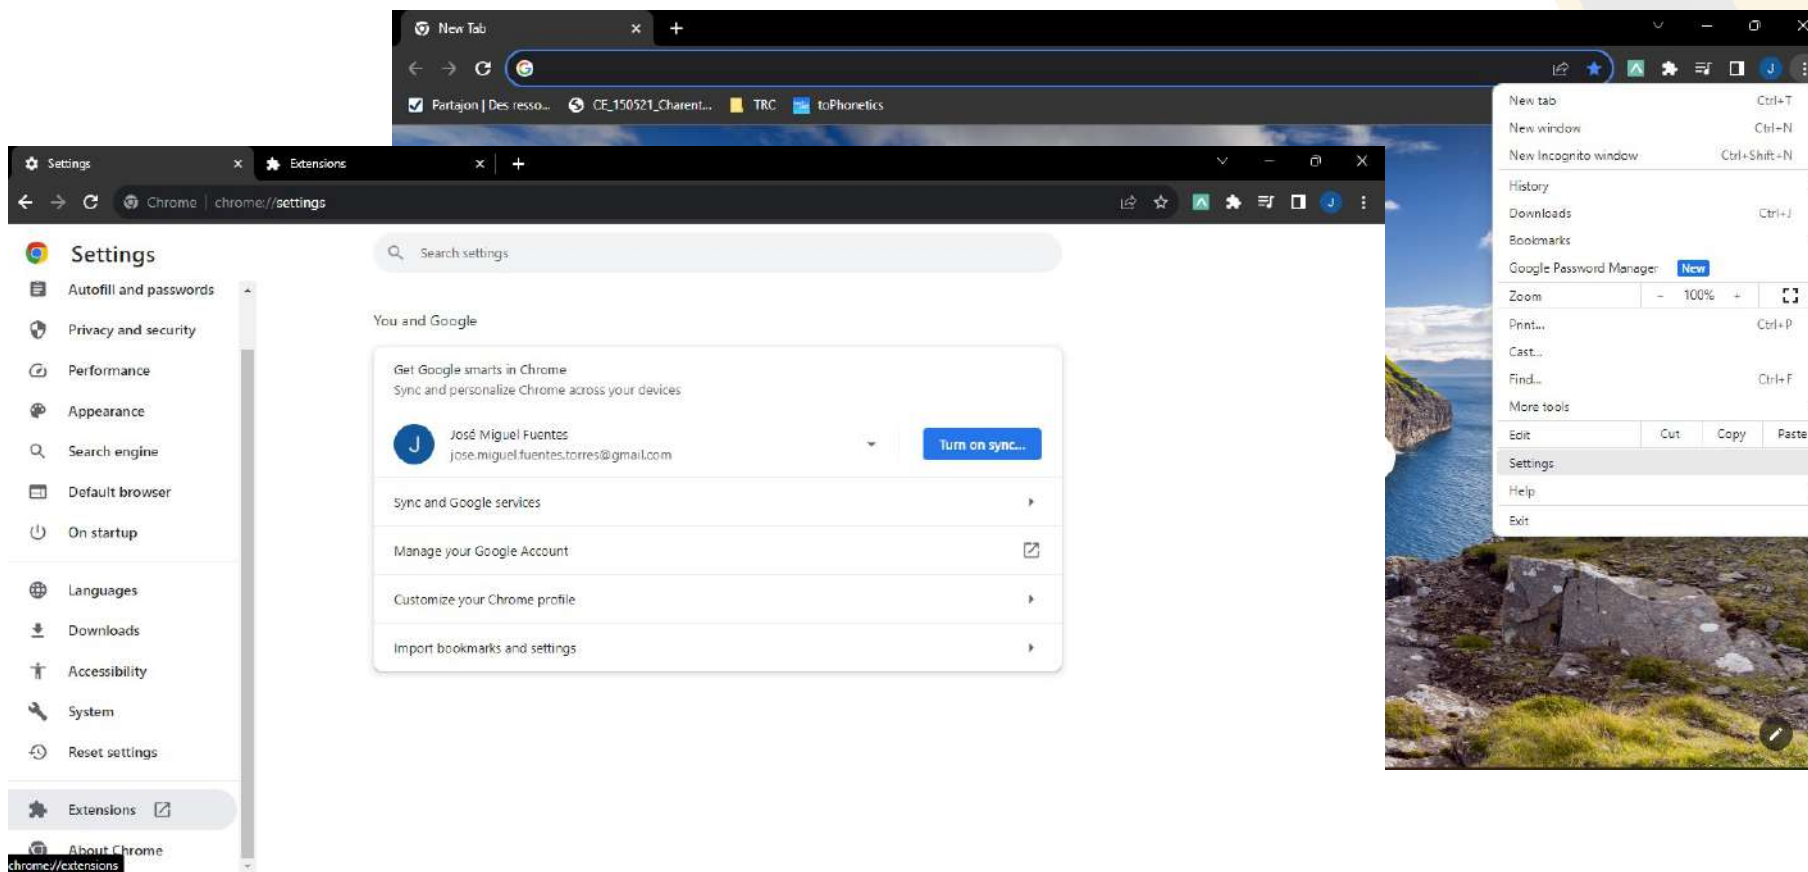 New Tab
Partajon | Des resso...
CE_150521_Charent...
TRC
toPhonetics
New tab Ctrl+T
New window Ctrl+N
New Incognito window Ctrl+Shift+N
History
Downloads Ctrl+J
Bookmarks
Google Password Manager New
Zoom - 100% +
Print... Ctrl+P
Cast...
Find... Ctrl+F
More tools
Edit Cut Copy Paste
Settings
Help
Exit
Settings
Extensions
Chrome | chrome://settings
J
Settings
Search settings
Autofill and passwords
Privacy and security
Performance
Appearance
Search engine
Default browser
On startup
Languages
Downloads
Accessibility
System
Reset settings
Extensions
About Chrome
chrome://extensions
You and Google
Get Google smarts in Chrome
Sync and personalize Chrome across your devices
J
José Miguel Fuentes
jose.miguel.fuentes.torres@gmail.com
Turn on sync...
Sync and Google services
Manage your Google Account
Customize your Chrome profile
Import bookmarks and settings